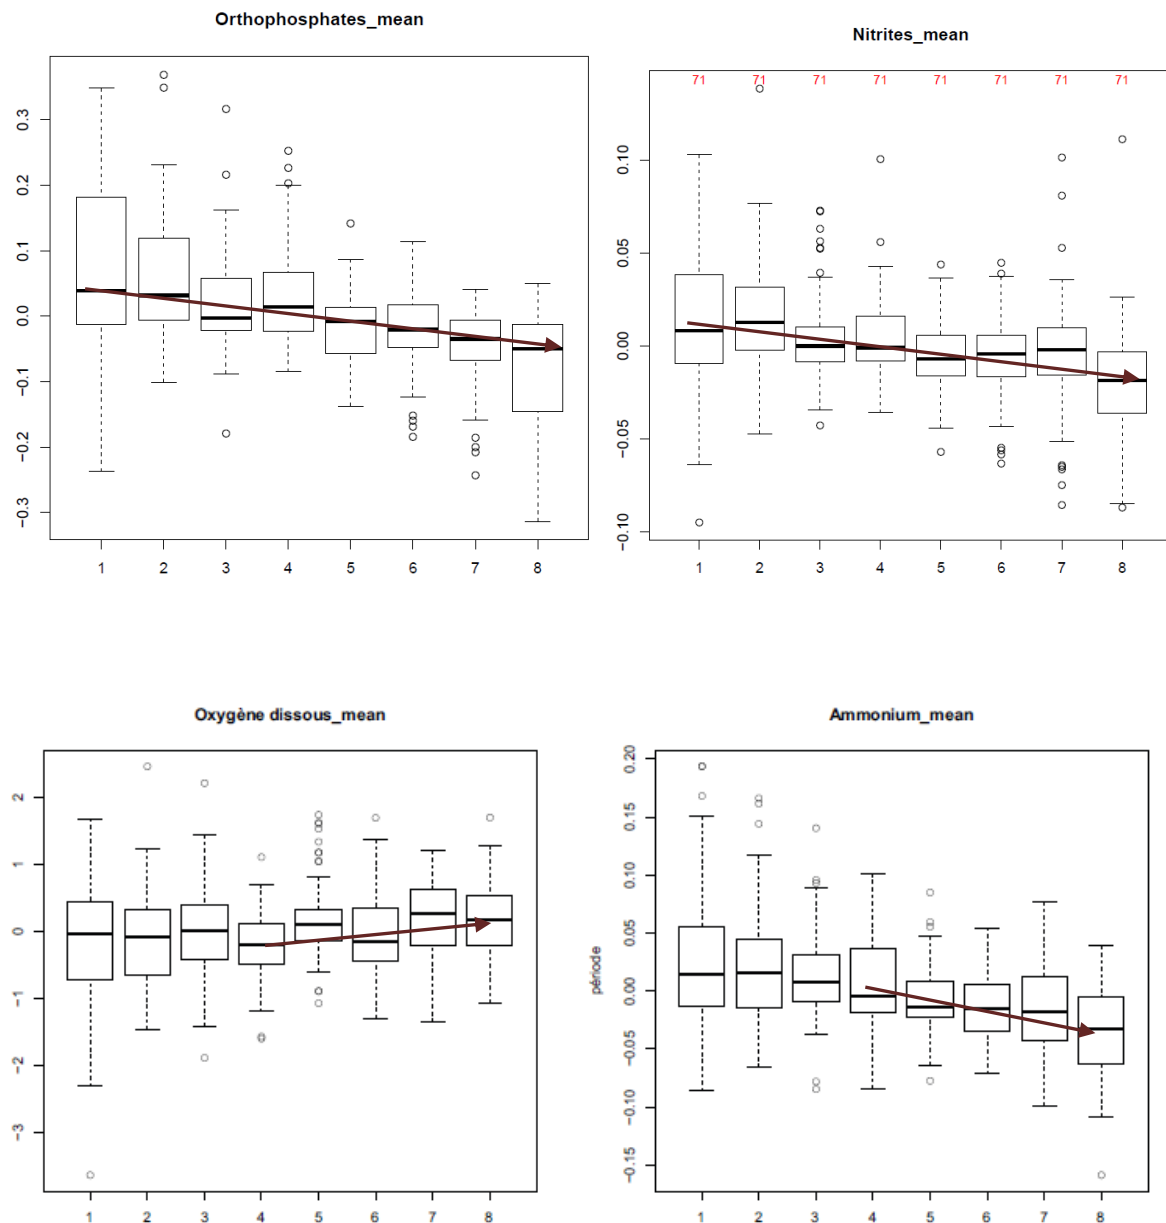 Orthophosphates_mean
0.3
0.2
0.1
0.0
−0.1
−0.2
−0.3
1 2 3 4 5 6 7 8
Nitrites_mean
71 71 71 71 71 71 71 71
0.10
0.05
0.00
−0.05
−0.10
1 2 3 4 5 6 7 8
Oxygène dissous_mean
2
1
0
−1
−2
−3
1 2 3 4 5 6 7 8
Ammonium_mean
période
0.20
0.15
0.10
0.05
0.00
−0.05
−0.10
−0.15
1 2 3 4 5 6 7 8